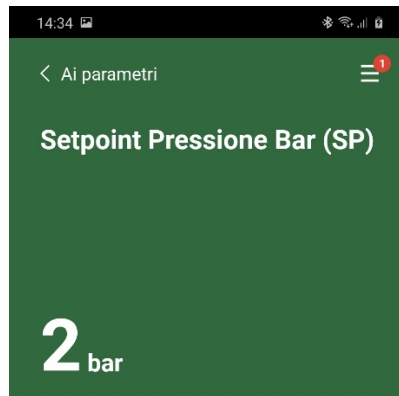 14:34
Ai parametri
1
Setpoint Pressione Bar (SP)
2 bar